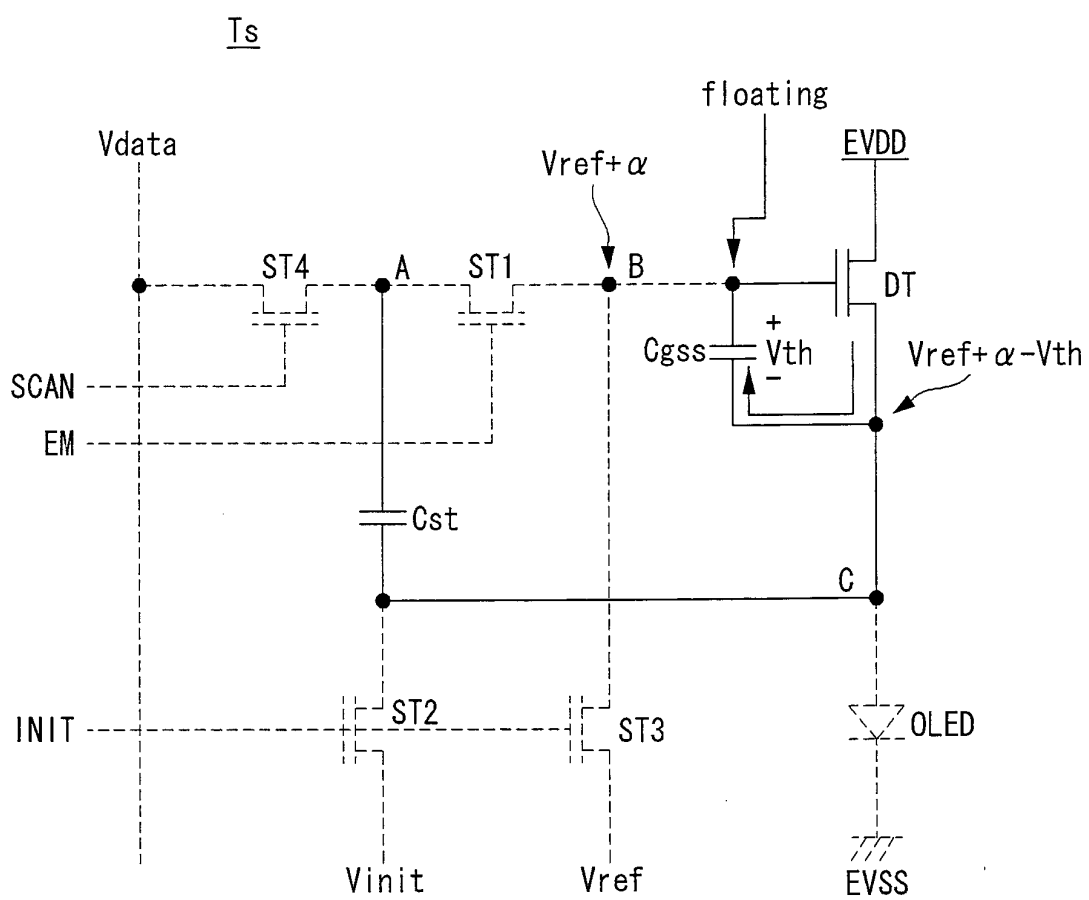 Ts
floating
Vdata
Vref+α
EVDD
ST4
A
ST1
B
DT
+
Cgss
Vth
-
Vref+α-Vth
SCAN
EM
Cst
C
INIT
ST2
ST3
OLED
Vinit
Vref
EVSS